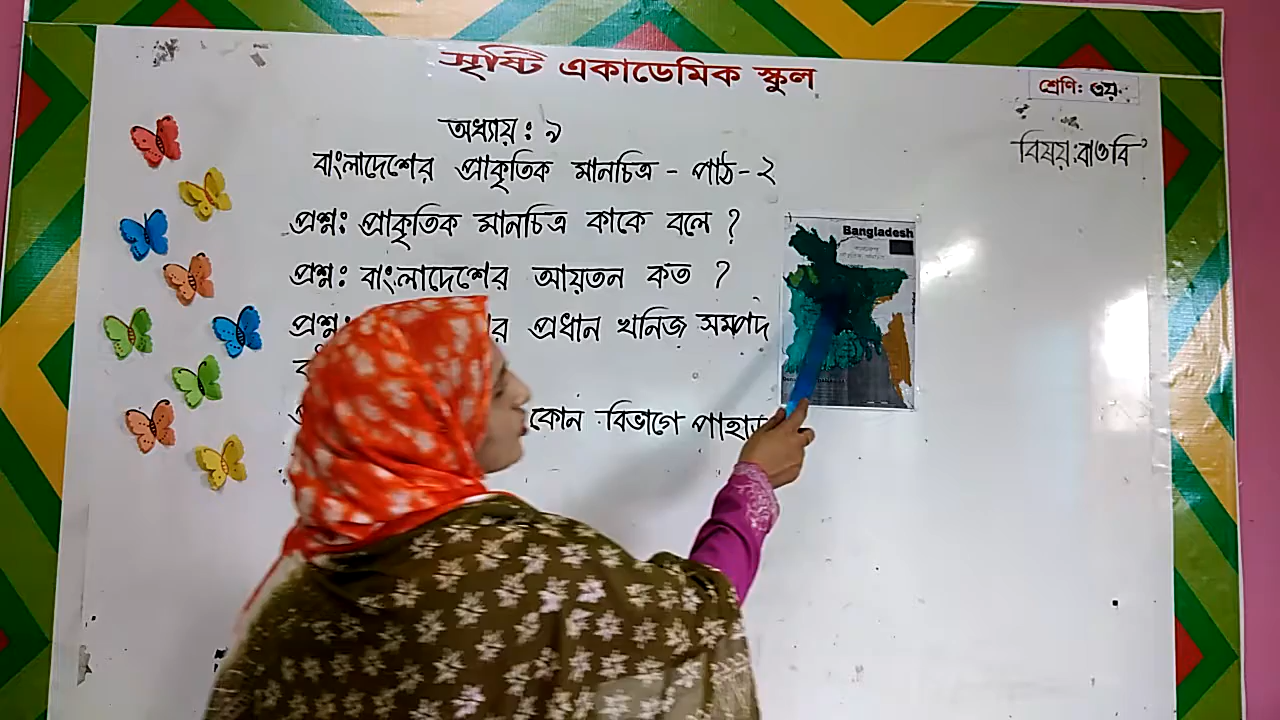 সৃষ্টি একাডেমিক স্কুল
শ্রেণি: ৩য়
অধ্যায়: ৯
বিষয়: বাওবি
বাংলাদেশের প্রাকৃতিক মানচিত্র - পাঠ-২
প্রশ্ন: প্রাকৃতিক মানচিত্র কাকে বলে ?
Bangladesh
প্রশ্ন: বাংলাদেশের আয়তন কত ?
প্রশ্ন: র প্রধান খনিজ সম্পদ
কোন বিভাগে